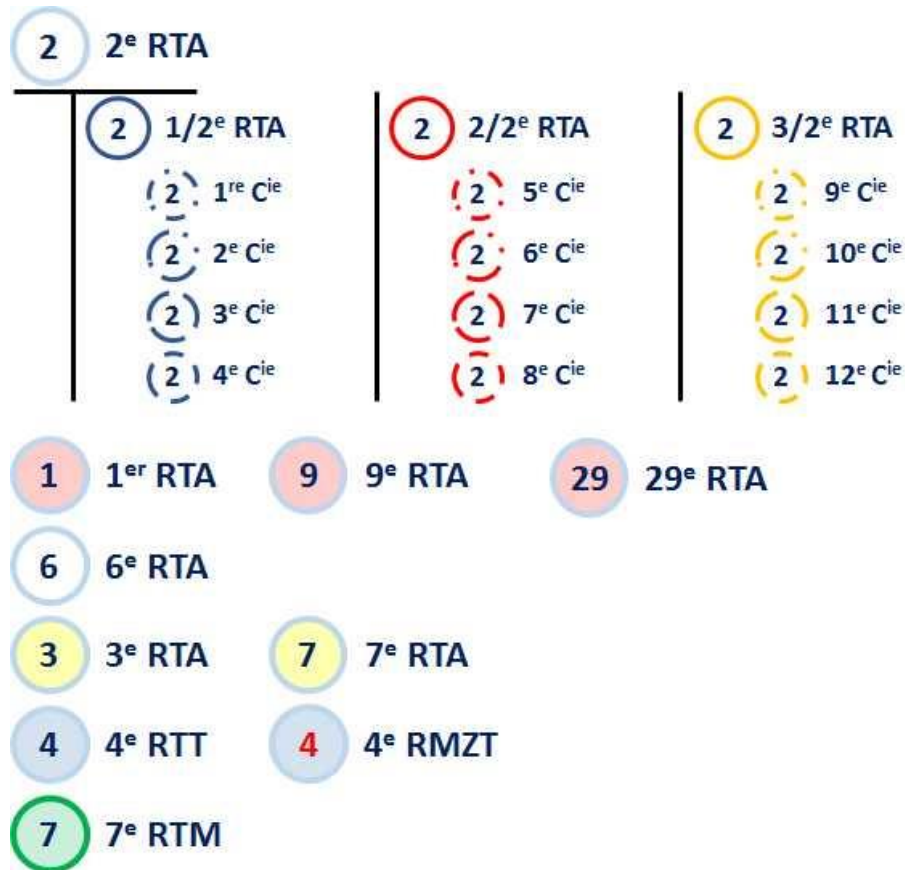 2 2ᵉ RTA
2 1/2ᵉ RTA 2 2/2ᵉ RTA 2 3/2ᵉ RTA
2 1ʳᵉ Cⁱᵉ 2 5ᵉ Cⁱᵉ 2 9ᵉ Cⁱᵉ
2 2ᵉ Cⁱᵉ 2 6ᵉ Cⁱᵉ 2 10ᵉ Cⁱᵉ
2 3ᵉ Cⁱᵉ 2 7ᵉ Cⁱᵉ 2 11ᵉ Cⁱᵉ
2 4ᵉ Cⁱᵉ 2 8ᵉ Cⁱᵉ 2 12ᵉ Cⁱᵉ
1 1ᵉʳ RTA 9 9ᵉ RTA 29 29ᵉ RTA
6 6ᵉ RTA
3 3ᵉ RTA 7 7ᵉ RTA
4 4ᵉ RTT 4 4ᵉ RMZT
7 7ᵉ RTM